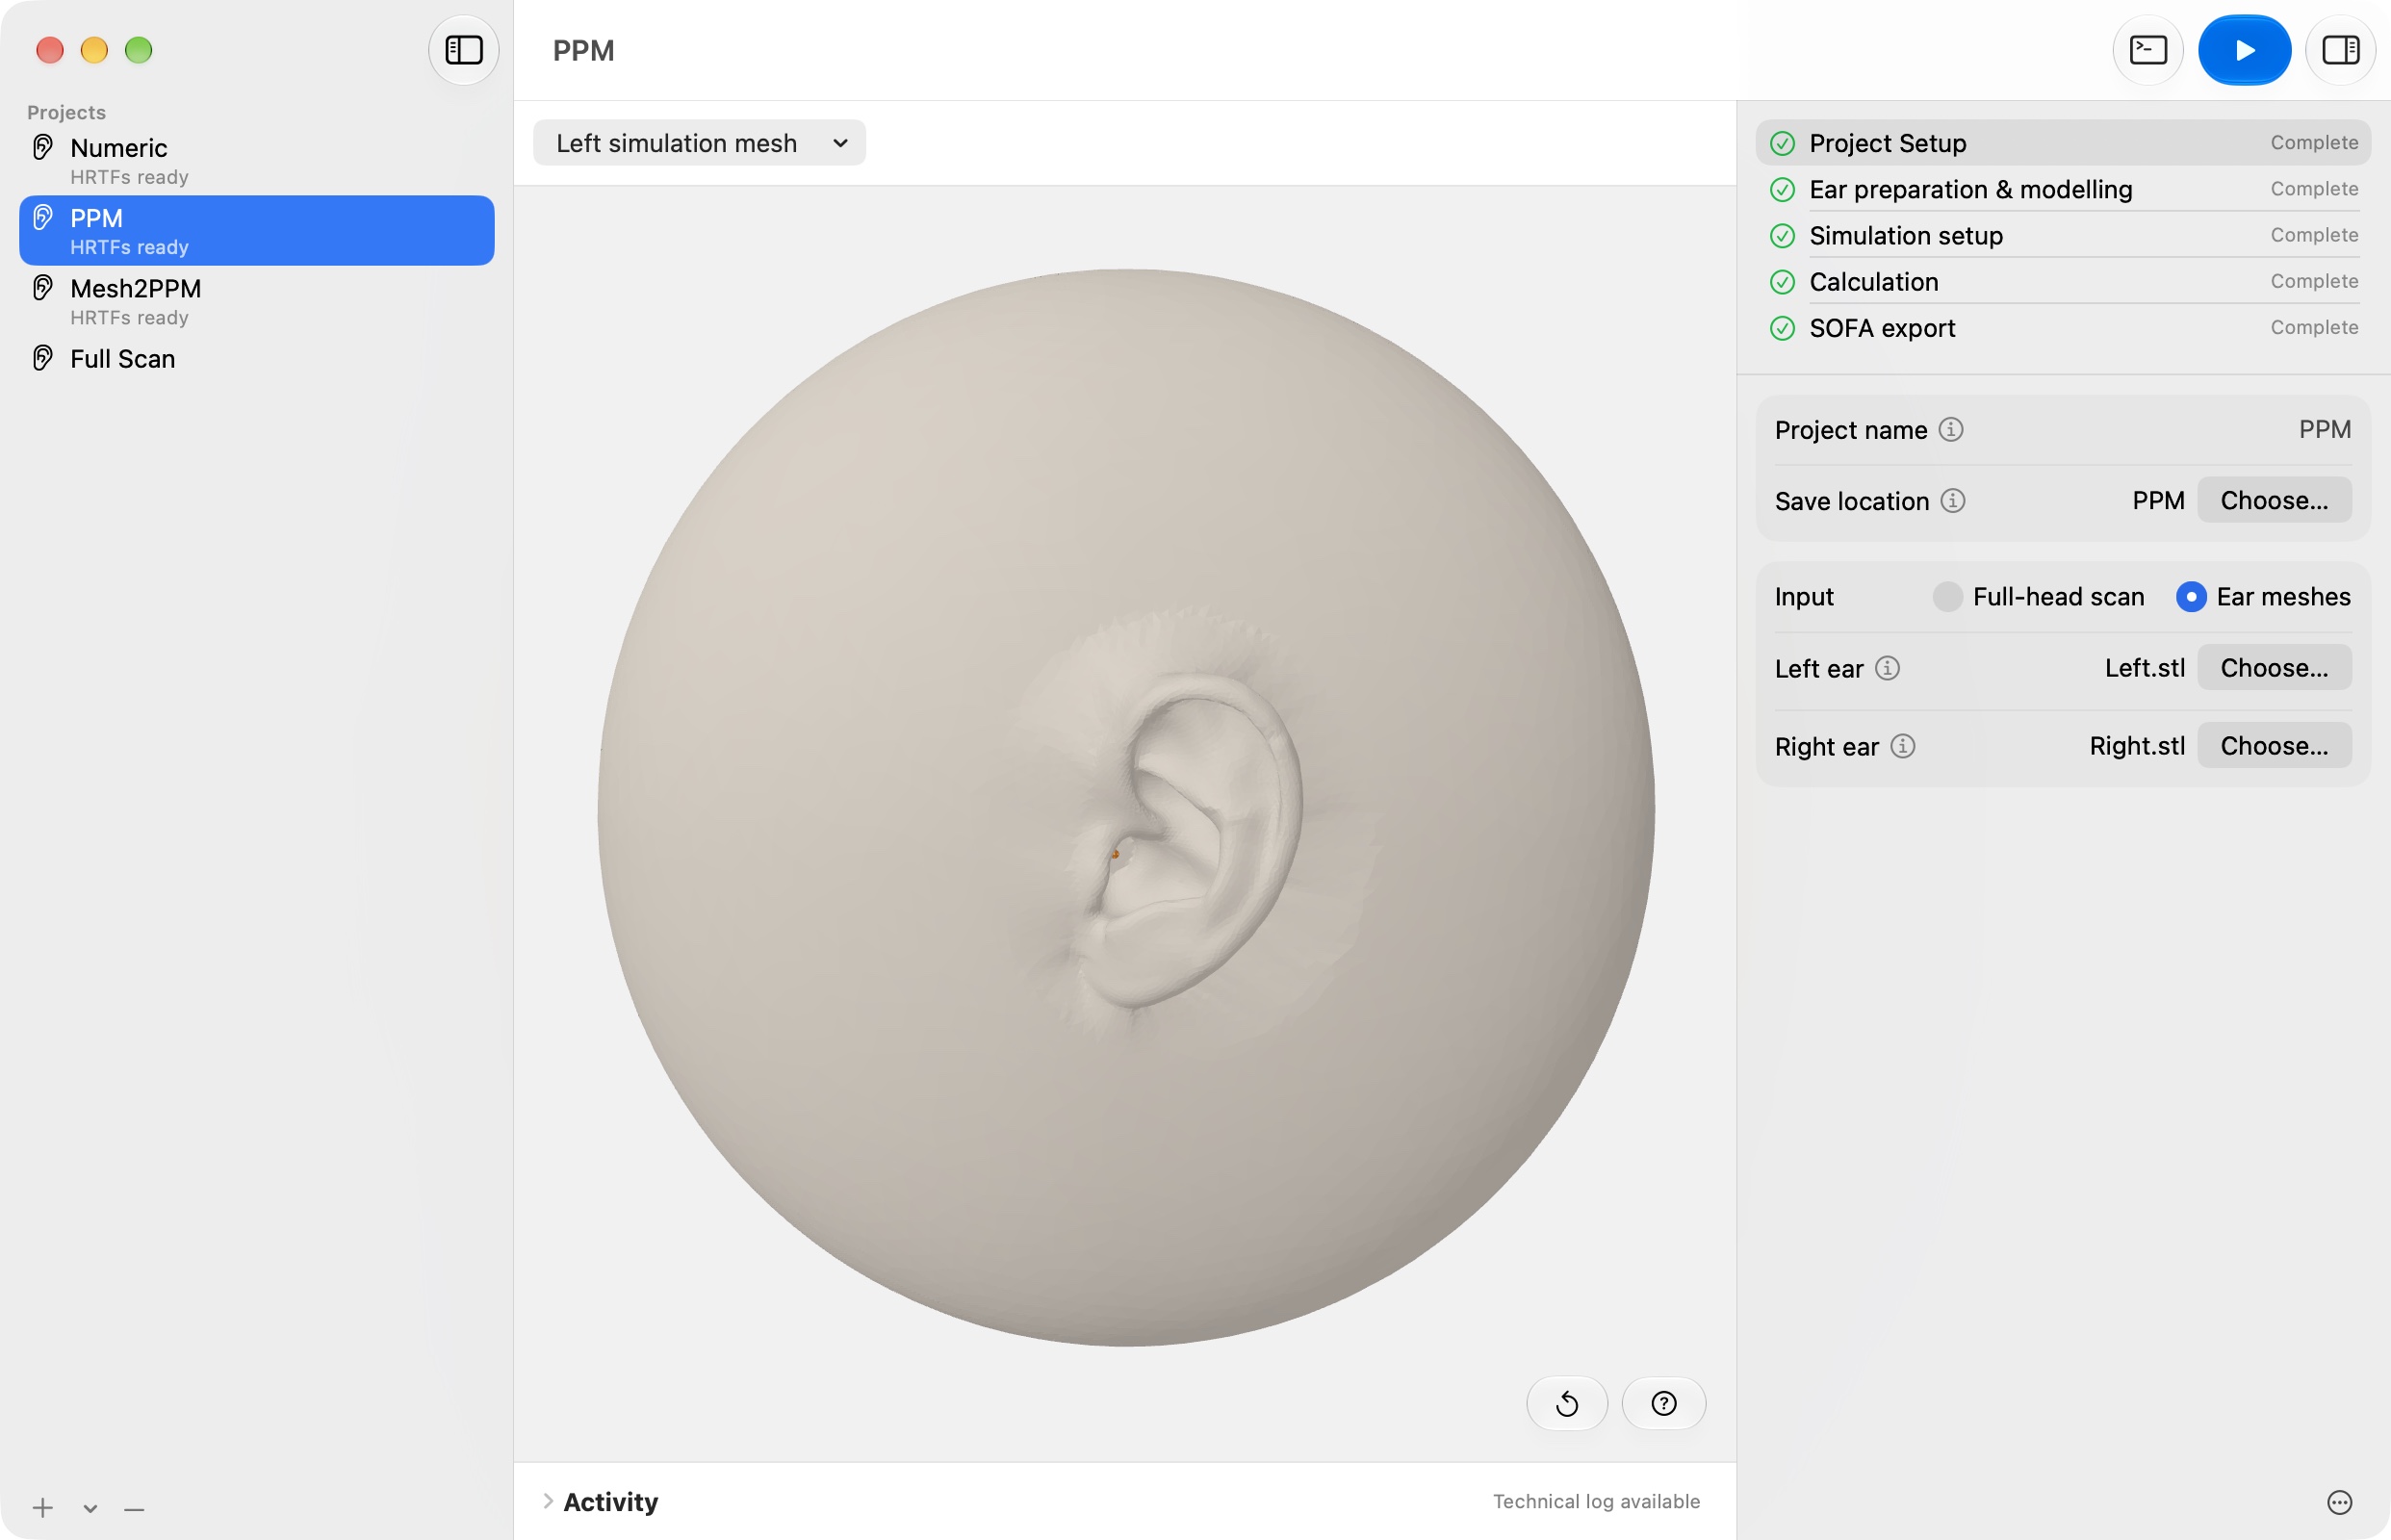 PPM
Projects
Numeric
HRTFs ready
PPM
HRTFs ready
Mesh2PPM
HRTFs ready
Full Scan
Left simulation mesh
Project Setup Complete
Ear preparation & modelling Complete
Simulation setup Complete
Calculation Complete
SOFA export Complete
Project name PPM
Save location PPM Choose...
Input Full-head scan Ear meshes
Left ear Left.stl Choose...
Right ear Right.stl Choose...
Activity Technical log available